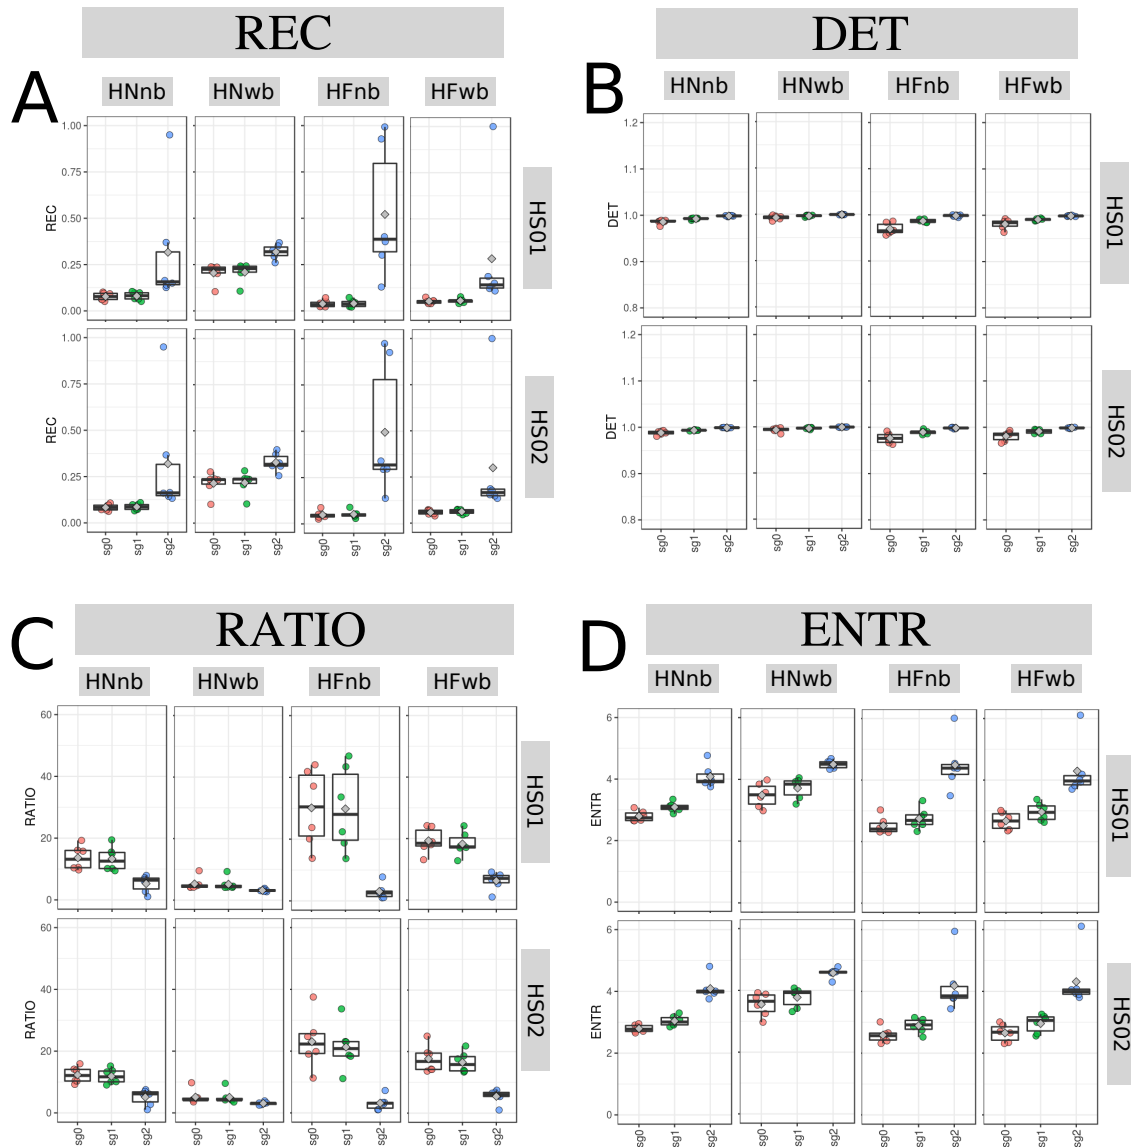 REC
A
HNnb HNwb HFnb HFwb
1.00
0.75
0.50
0.25
0.00
REC
HS01
1.00
0.75
0.50
0.25
0.00
REC
HS02
sg0 sg1 sg2 sg0 sg1 sg2 sg0 sg1 sg2 sg0 sg1 sg2
DET
B
HNnb HNwb HFnb HFwb
1.2
1.1
1.0
0.9
0.8
DET
HS01
1.2
1.1
1.0
0.9
0.8
DET
HS02
sg0 sg1 sg2 sg0 sg1 sg2 sg0 sg1 sg2 sg0 sg1 sg2
RATIO
C
HNnb HNwb HFnb HFwb
60
40
20
0
RATIO
HS01
60
40
20
0
RATIO
HS02
sg0 sg1 sg2 sg0 sg1 sg2 sg0 sg1 sg2 sg0 sg1 sg2
ENTR
D
HNnb HNwb HFnb HFwb
6
4
2
0
ENTR
HS01
6
4
2
0
ENTR
HS02
sg0 sg1 sg2 sg0 sg1 sg2 sg0 sg1 sg2 sg0 sg1 sg2